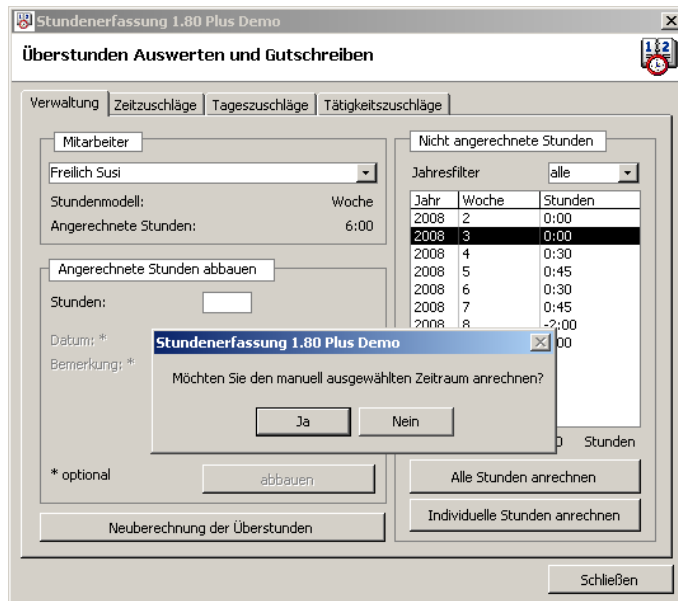 Stundenerfassung 1.80 Plus Demo
Überstunden Auswerten und Gutschreiben
Verwaltung Zeitzuschläge Tageszuschläge Tätigkeitszuschläge
Mitarbeiter
Freilich Susi
Stundenmodell: Woche
Angerechnete Stunden: 6:00
Angerechnete Stunden abbauen
Stunden:
Datum: *
Bemerkung: *
* optional
abbauen
Neuberechnung der Überstunden
Nicht angerechnete Stunden
Jahresfilter alle
Jahr Woche Stunden
2008 2 0:00
2008 3 0:00
2008 4 0:30
2008 5 0:45
2008 6 0:30
2008 7 0:45
2008 8 -2:00
Stunden
Alle Stunden anrechnen
Individuelle Stunden anrechnen
Stundenerfassung 1.80 Plus Demo
Möchten Sie den manuell ausgewählten Zeitraum anrechnen?
Ja Nein
Schließen